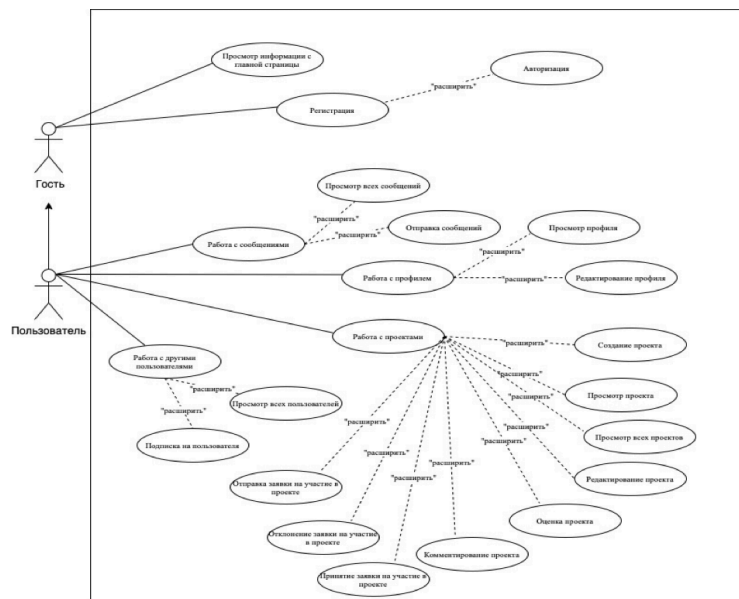 Просмотр информации с
главной страницы
Авторизация
"расширить"
Регистрация
Гость
Просмотр всех сообщений
"расширить"
Отправка сообщений
"расширить"
Работа с сообщениями
Просмотр профиля
"расширить"
Работа с профилем
"расширить"
Редактирование профиля
Пользователь
Работа с проектами
"расширить"
Создание проекта
Работа с другими
пользователями
"расширить"
Просмотр всех пользователей
"расширить"
Подписка на пользователя
"расширить"
Просмотр проекта
"расширить"
Просмотр всех проектов
"расширить"
Редактирование проекта
"расширить"
Оценка проекта
"расширить"
Отправка заявки на участие в
проекте
"расширить"
Отклонение заявки на участие
в проекте
"расширить"
Принятие заявки на участие в
проекте
"расширить"
Комментирование проекта